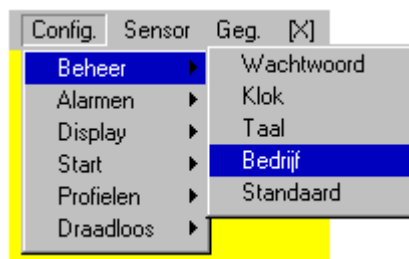 Config. Sensor Geg. [X]
Beheer
Alarmen
Display
Start
Profielen
Draadloos
Wachtwoord
Klok
Taal
Bedrijf
Standaard